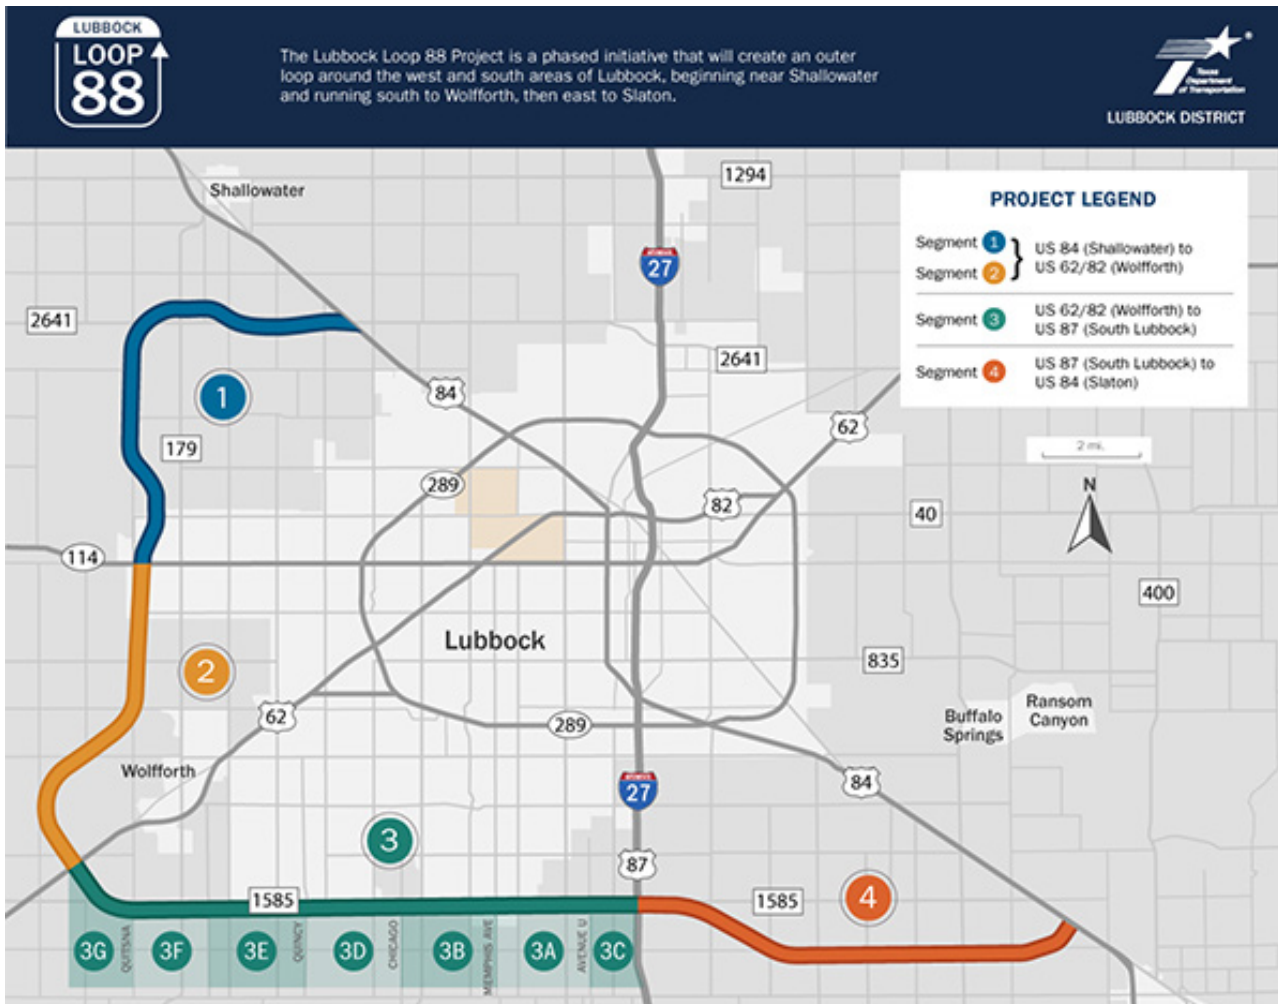 LUBBOCK
LOOP
88
The Lubbock Loop 88 Project is a phased initiative that will create an outer
loop around the west and south areas of Lubbock, beginning near Shallowater
and running south to Wolfforth, then east to Slaton.
Texas
Department
of Transportation
LUBBOCK DISTRICT
PROJECT LEGEND
Segment 1
Segment 2
US 84 (Shallowater) to
US 62/82 (Wolfforth)
Segment 3
US 62/82 (Wolfforth) to
US 87 (South Lubbock)
Segment 4
US 87 (South Lubbock) to
US 84 (Slaton)
2 mi.
N
Shallowater
1294
27
2641
2641
1
84
62
179
289
82
40
114
400
Lubbock
835
2
62
289
Ransom
Canyon
Buffalo
Springs
Wolfforth
84
27
3
87
1585
1585
4
3G
QUITSNA
3F
3E
QUINCY
3D
CHICAGO
3B
MEMPHIS AVE
3A
AVENUE U
3C